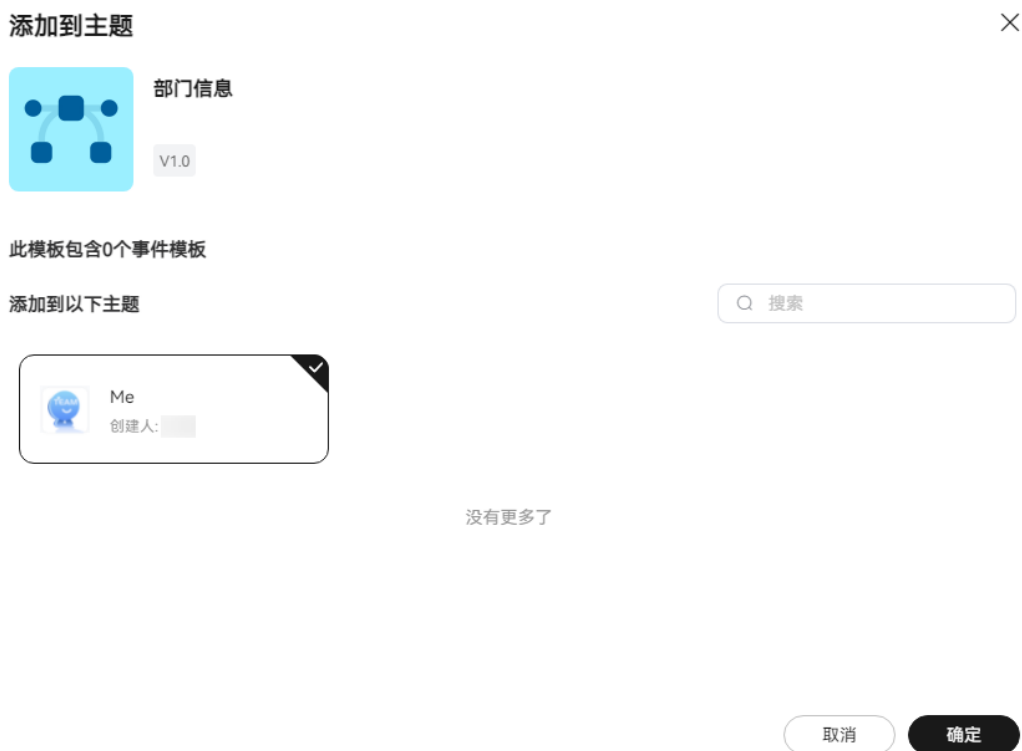 添加到主题
部门信息
V1.0
此模板包含0个事件模板
添加到以下主题
搜索
Me
创建人:
没有更多了
取消
确定